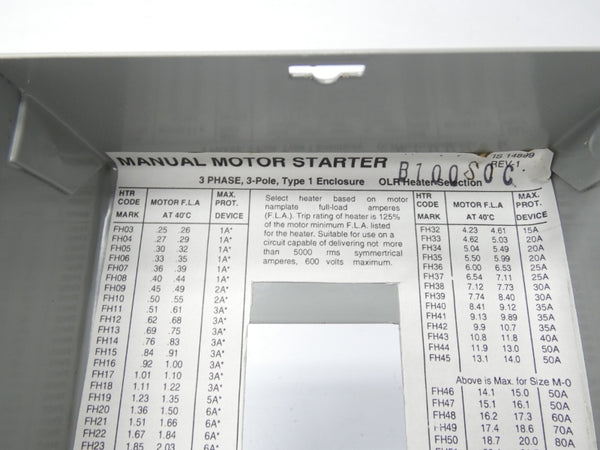 IS 14899
MANUAL MOTOR STARTER B100S0C REV-1
3 PHASE, 3-Pole, Type 1 Enclosure OLR Heater Selection
HTR CODE MARK MOTOR F.L.A AT 40°C MAX. PROT. DEVICE
FH03 .25 .26 1A*
FH04 .27 .29 1A*
FH05 .30 .32 1A*
FH06 .33 .35 1A*
FH07 .36 .39 1A*
FH08 .40 .44 1A*
FH09 .45 .49 2A*
FH10 .50 .55 2A*
FH11 .51 .61 3A*
FH12 .62 .68 3A*
FH13 .69 .75 3A*
FH14 .76 .83 3A*
FH15 .84 .91 3A*
FH16 .92 1.00 3A*
FH17 1.01 1.10 3A*
FH18 1.11 1.22 3A*
FH19 1.23 1.35 5A*
FH20 1.36 1.50 6A*
FH21 1.51 1.66 6A*
FH22 1.67 1.84 6A*
FH23 1.85 2.03 6A*
Select heater based on motor
namplate full-load amperes
(F.L.A.) Trip rating of heater is 125%
of the motor minimum F.L.A. listed
for the heater. Suitable for use on a
circuit capable of delivering not more
than 5000 rms symmertrical
amperes, 600 volts maximum.
HTR CODE MARK MOTOR F.L.A AT 40°C MAX. PROT. DEVICE
FH32 4.23 4.61 15A
FH33 4.62 5.03 20A
FH34 5.04 5.49 20A
FH35 5.50 5.99 20A
FH36 6.00 6.53 25A
FH37 6.54 7.11 25A
FH38 7.12 7.73 30A
FH39 7.74 8.40 30A
FH40 8.41 9.12 35A
FH41 9.13 9.89 35A
FH42 9.9 10.7 35A
FH43 10.8 11.8 40A
FH44 11.9 13.0 50A
FH45 13.1 14.0 50A
Above is Max. for Size M-0
FH46 14.1 15.0 50A
FH47 15.1 16.1 50A
FH48 16.2 17.3 60A
FH49 17.4 18.6 70A
FH50 18.7 20.0 80A